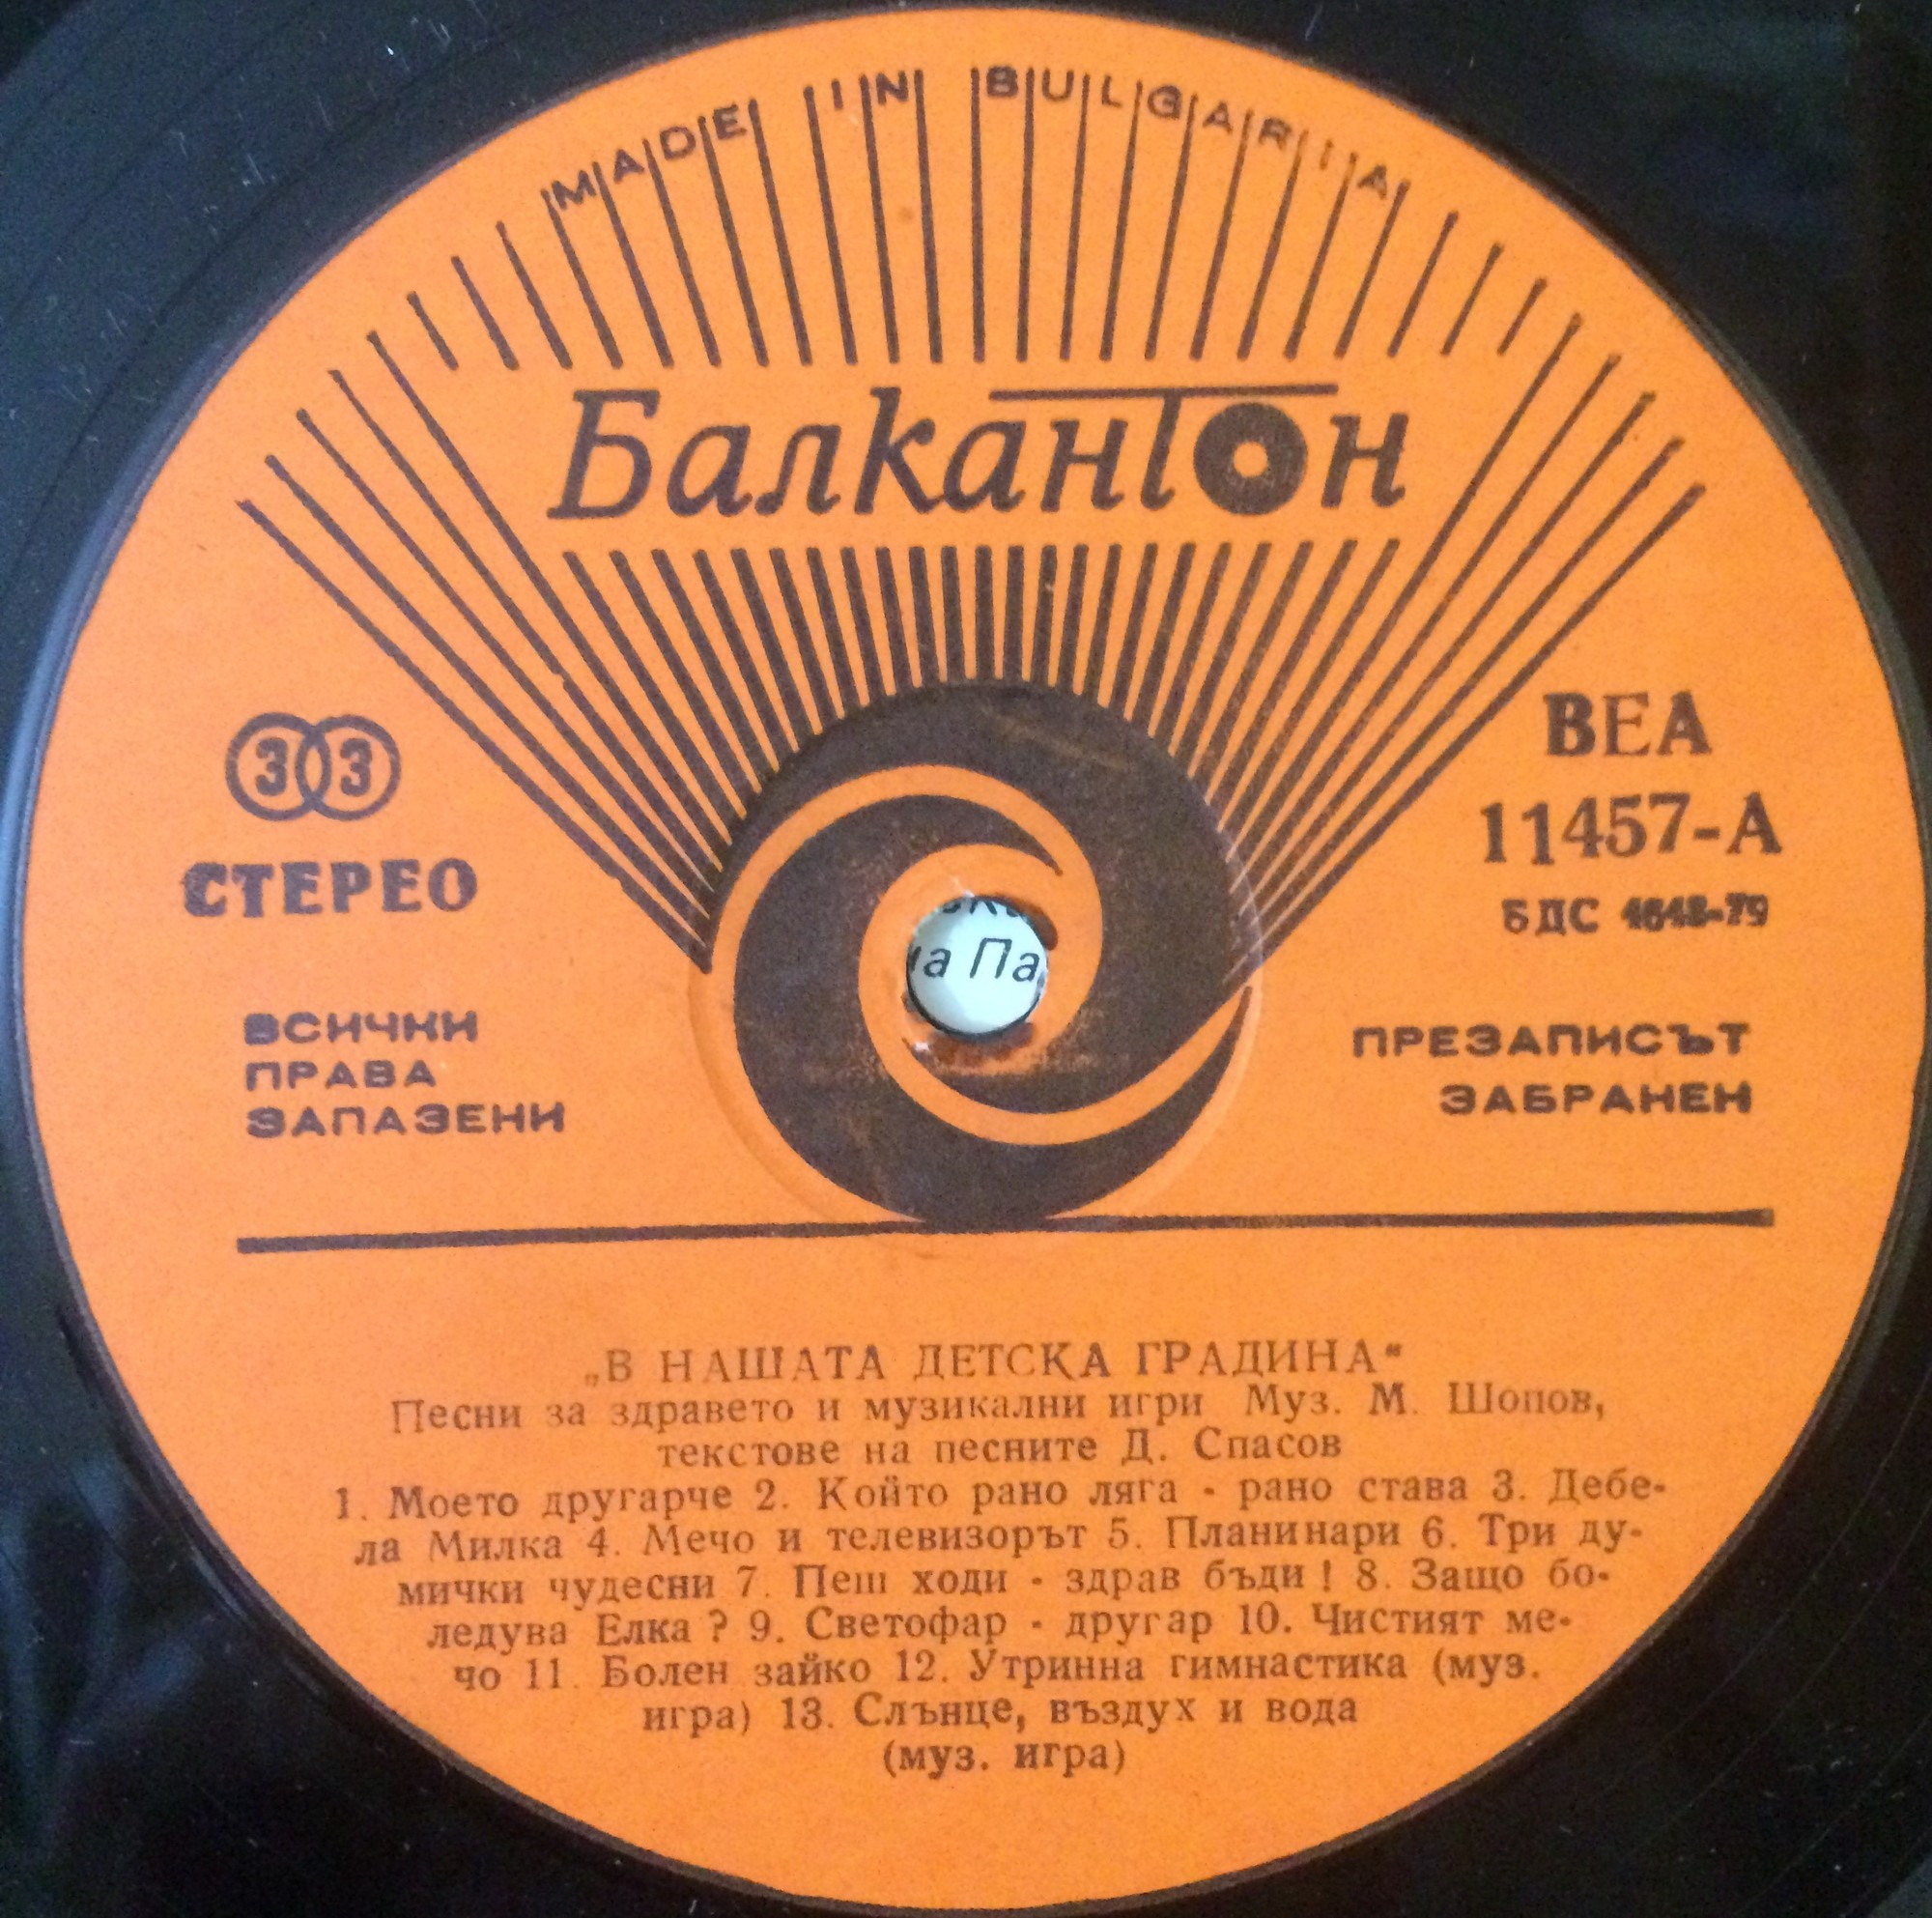 MADE IN BULGARIA
Балкантон
33
СТЕРЕО
ВЕА
11457-А
БДС 4648-79
ВСИЧКИ
ПРАВА
ЗАПАЗЕНИ
ПРЕЗАПИСЪТ
ЗАБРАНЕН
на Па
„В НАШАТА ДЕТСКА ГРАДИНА“
Песни за здравето и музикални игри Муз. М. Шопов,
текстове на песните Д. Спасов
1. Моето другарче 2. Който рано ляга - рано става 3. Дебе-
ла Милка 4. Мечо и телевизорът 5. Планинари 6. Три ду-
мички чудесни 7. Пеш ходи - здрав бъди ! 8. Защо бо-
ледува Елка ? 9. Светофар - другар 10. Чистият ме-
чо 11. Болен зайко 12. Утринна гимнастика (муз.
игра) 13. Слънце, въздух и вода
(муз. игра)